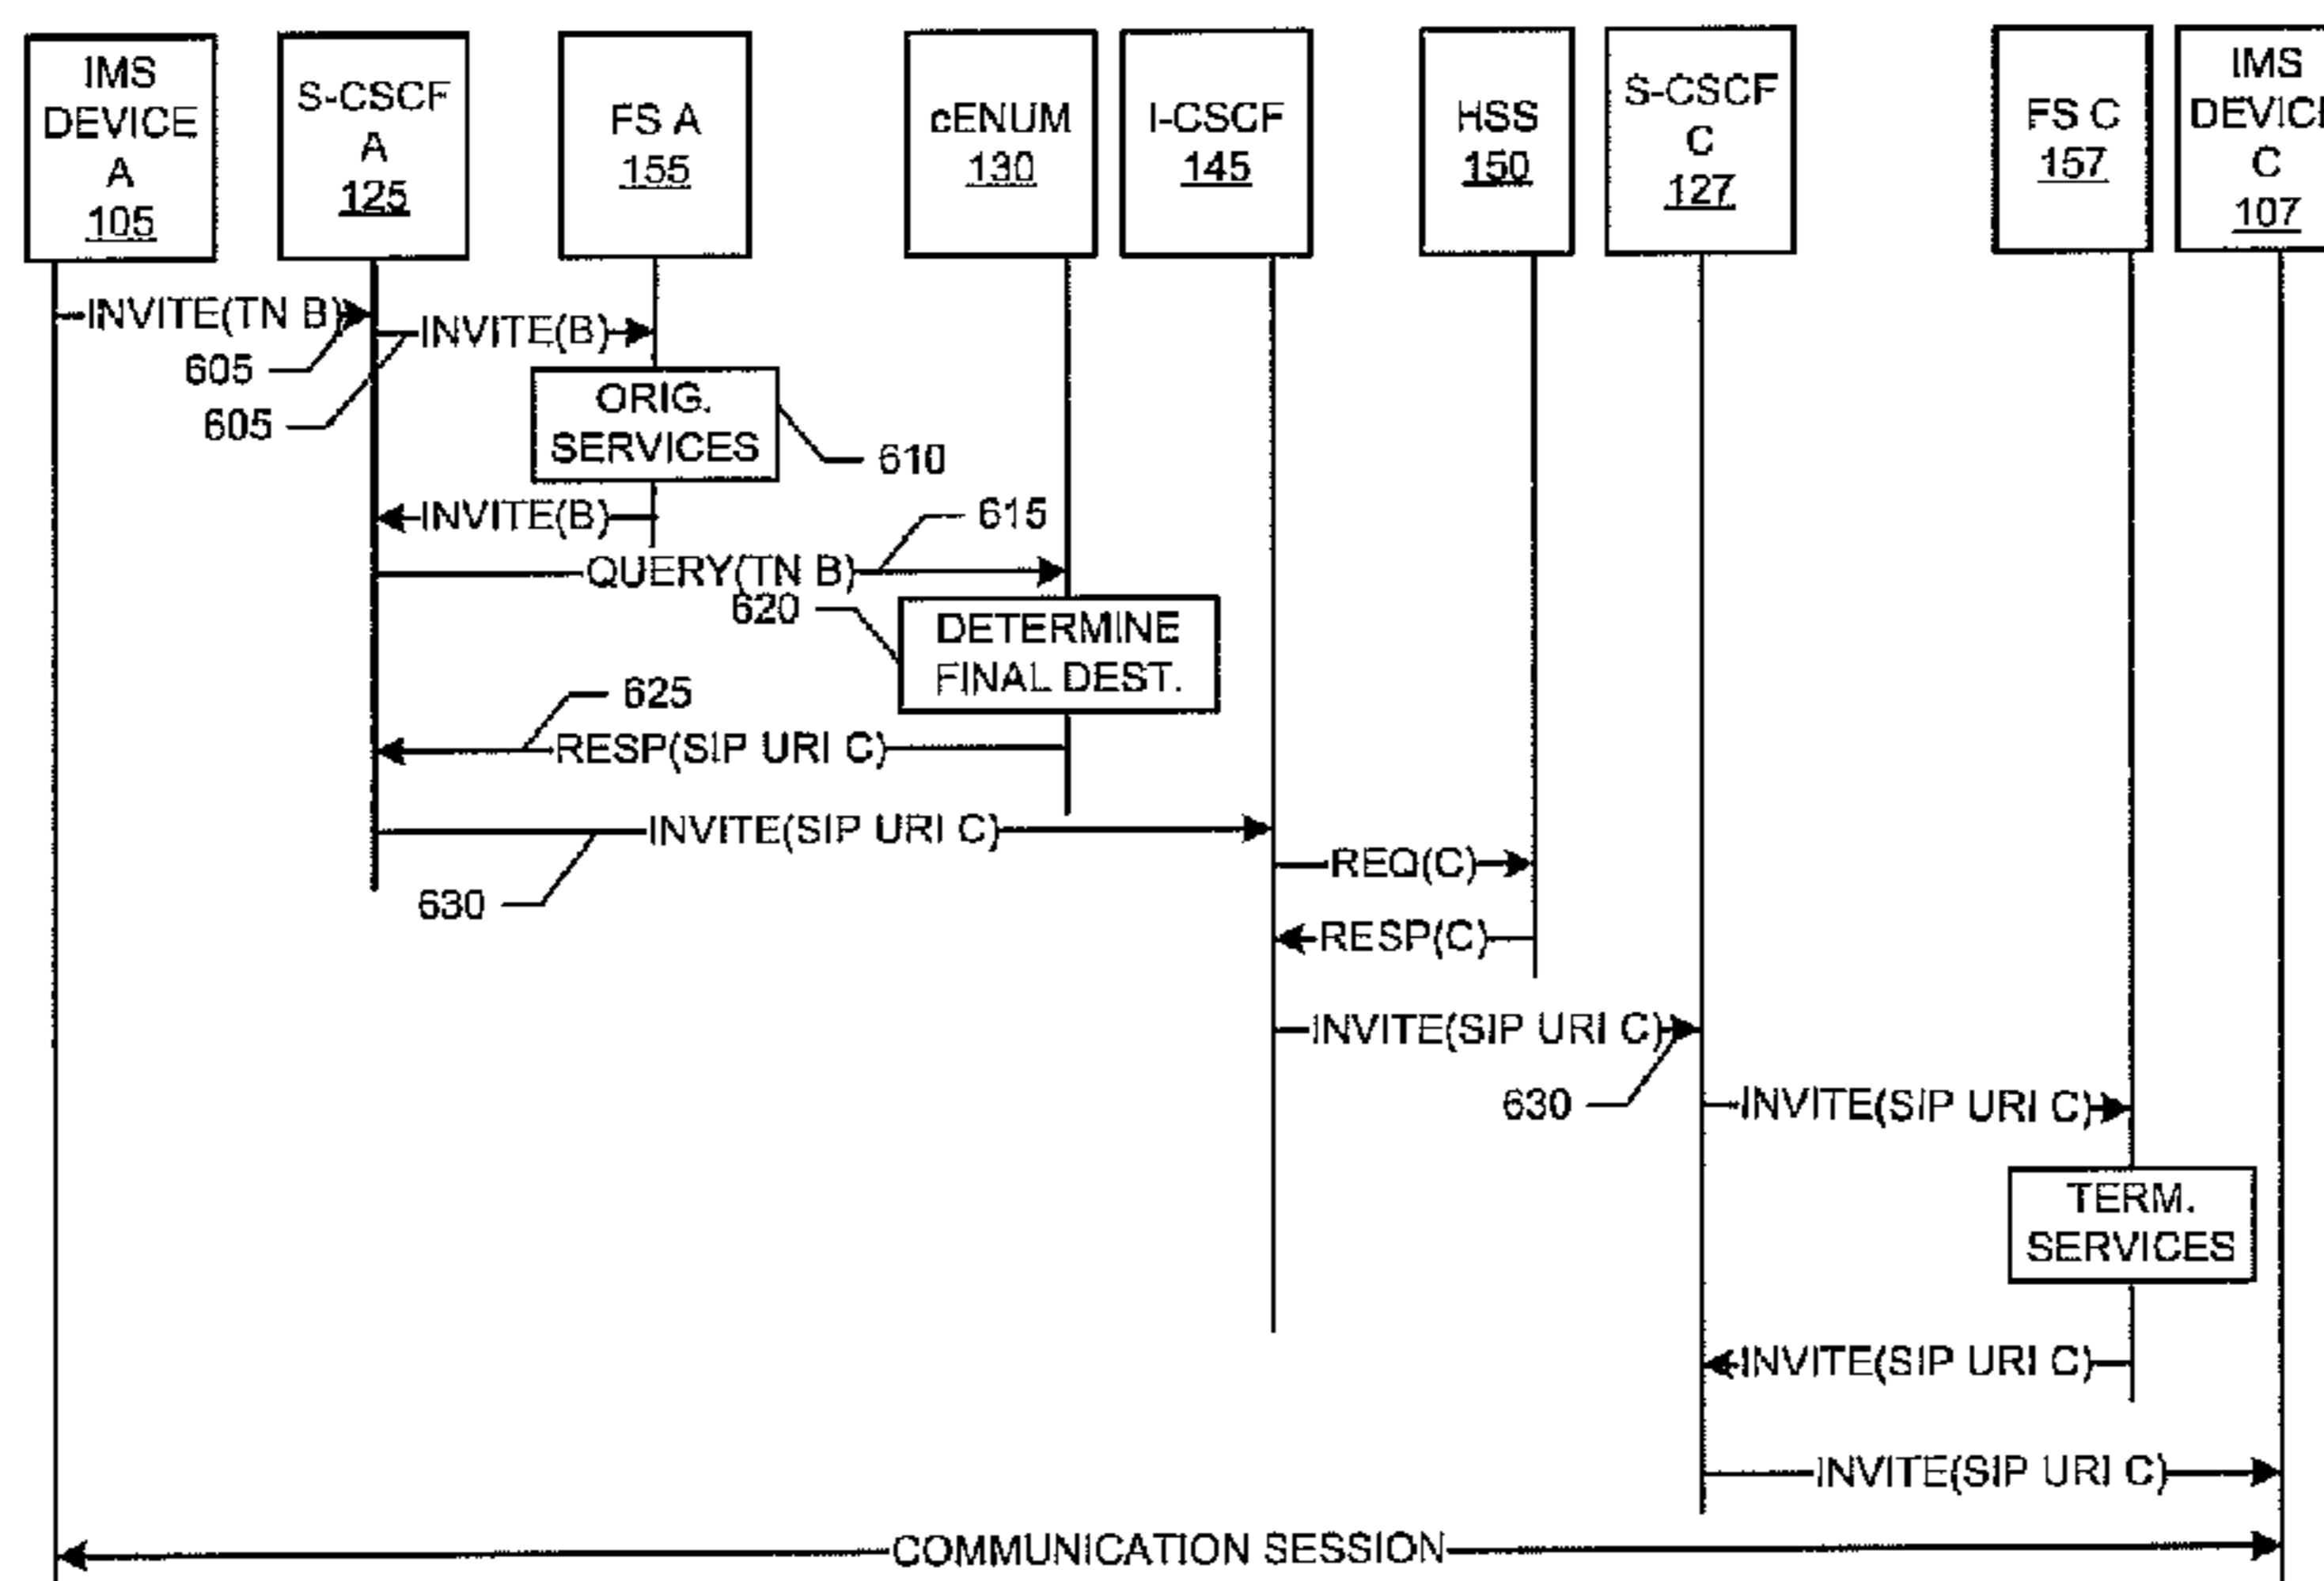 IMS
DEVICE
A
105
S-CSCF
A
125
FS A
155
cENUM
130
I-CSCF
145
HSS
150
S-CSCF
C
127
FS C
157
IMS
DEVICE
C
107
INVITE(TN B)
INVITE(B)
605
605
ORIG.
SERVICES
610
INVITE(B)
615
QUERY(TN B)
620
DETERMINE
FINAL DEST.
625
RESP(SIP URI C)
INVITE(SIP URI C)
630
REQ(C)
RESP(C)
INVITE(SIP URI C)
630
INVITE(SIP URI C)
TERM.
SERVICES
INVITE(SIP URI C)
INVITE(SIP URI C)
COMMUNICATION SESSION